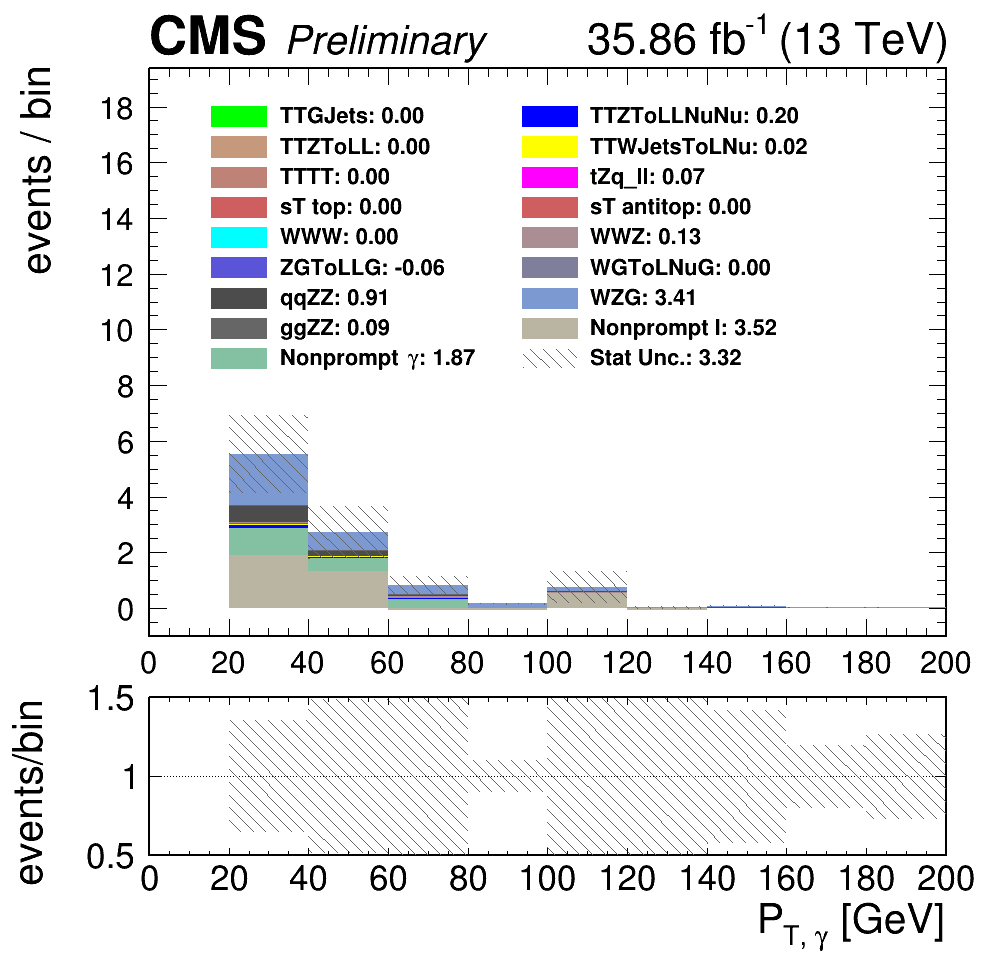 CMS Preliminary 35.86 fb-1 (13 TeV)
events / bin
18
16
14
12
10
8
6
4
2
0
TTGJets: 0.00
TTZToLLNuNu: 0.20
TTZToLL: 0.00
TTWJetsToLNu: 0.02
TTTT: 0.00
tZq_ll: 0.07
sT top: 0.00
sT antitop: 0.00
WWW: 0.00
WWZ: 0.13
ZGToLLG: -0.06
WGToLNuG: 0.00
qqZZ: 0.91
WZG: 3.41
ggZZ: 0.09
Nonprompt l: 3.52
Nonprompt γ: 1.87
Stat Unc.: 3.32
0 20 40 60 80 100 120 140 160 180 200
events/bin
1.5
1
0.5
0 20 40 60 80 100 120 140 160 180 200
PT, γ [GeV]